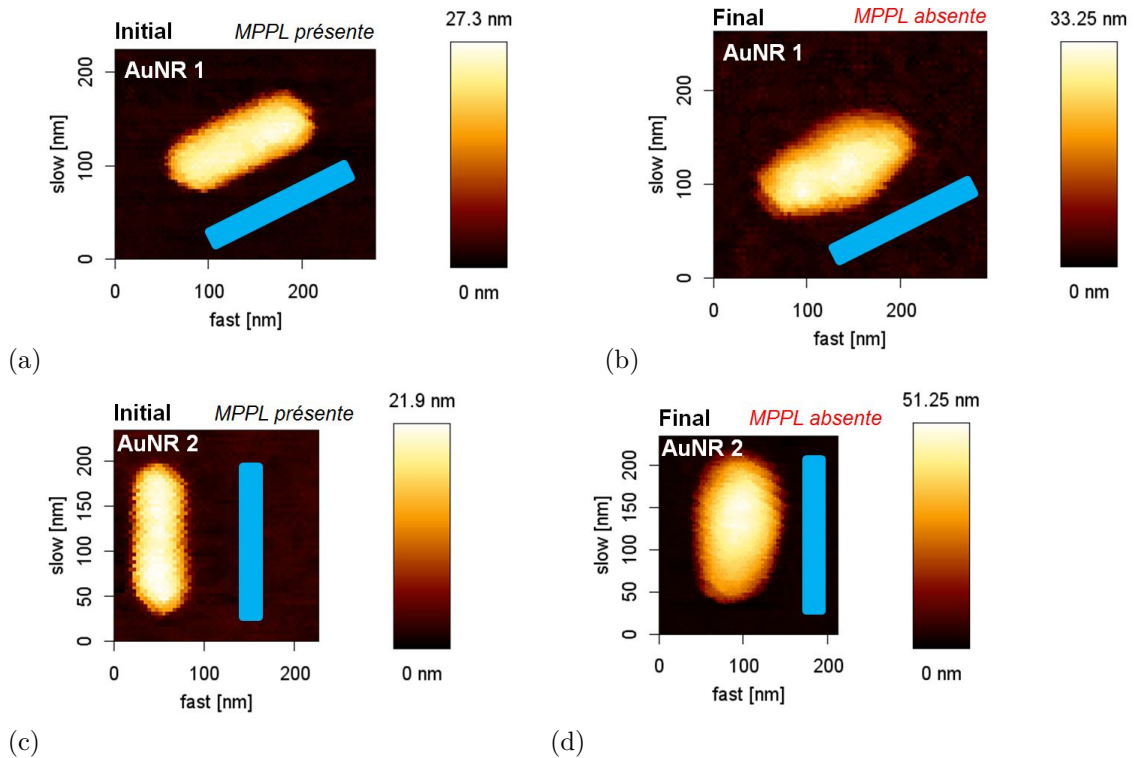 Initial MPPL présente 27.3 nm
AuNR 1
200
100
0
slow [nm]
0 100 200
fast [nm]
0 nm
(a)
Final MPPL absente 33.25 nm
AuNR 1
200
100
0
slow [nm]
0 100 200
fast [nm]
0 nm
(b)
Initial MPPL présente 21.9 nm
AuNR 2
200
150
100
50
0
slow [nm]
0 100 200
fast [nm]
0 nm
(c)
Final MPPL absente 51.25 nm
AuNR 2
200
150
100
50
0
slow [nm]
0 100 200
fast [nm]
0 nm
(d)